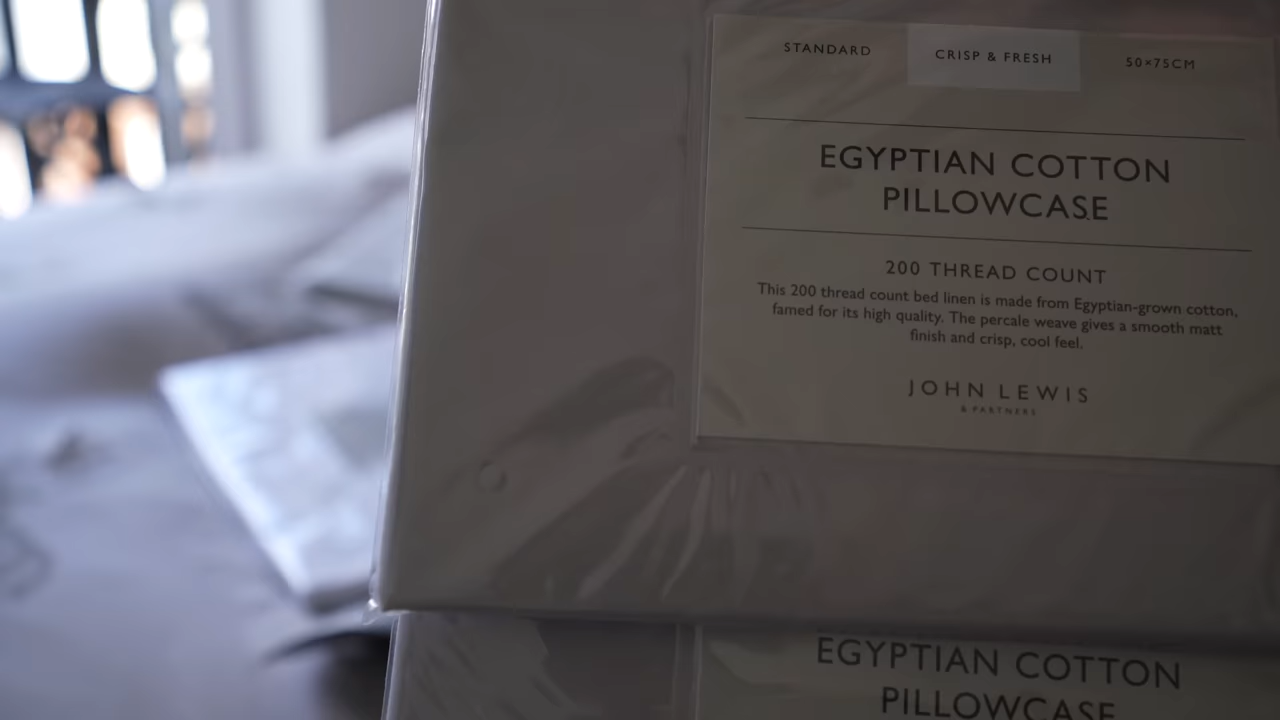 STANDARD
CRISP & FRESH
50×75CM
EGYPTIAN COTTON
PILLOWCASE
200 THREAD COUNT
This 200 thread count bed linen is made from Egyptian-grown cotton,
famed for its high quality. The percale weave gives a smooth matt
finish and crisp, cool feel.
JOHN LEWIS
& PARTNERS
EGYPTIAN COTTON
PILLOWCASE